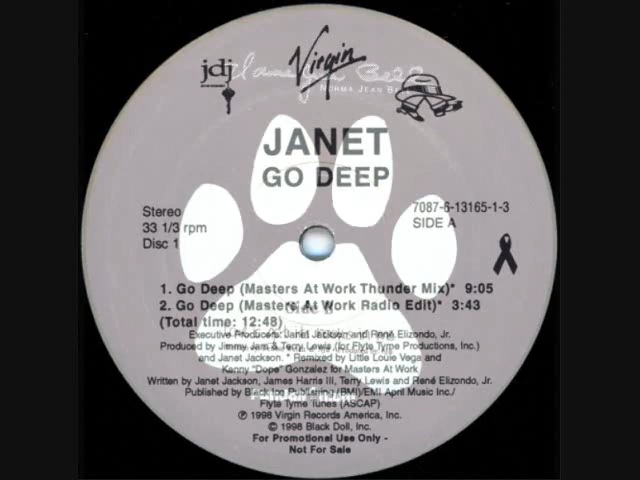 jdj
Virgin
Norma Jean Bell
JANET
GO DEEP
Stereo
33 1/3 rpm
Disc 1
7087-6-13165-1-3
SIDE A
1. Go Deep (Masters At Work Thunder Mix)* 9:05
2. Go Deep (Masters At Work Radio Edit)* 3:43
Side B
(Total time: 12:48)
Executive Producers: Janet Jackson and René Elizondo, Jr.
Produced by Jimmy Jam & Terry Lewis (for Flyte Tyme Productions, Inc.)
and Janet Jackson. * Remixed by Little Louie Vega and
Kenny "Dope" Gonzalez for Masters At Work
Written by Janet Jackson, James Harris III, Terry Lewis and René Elizondo, Jr.
Published by Black Ice Publishing (BMI)/EMI April Music Inc./
Flyte Tyme Tunes (ASCAP)
℗ 1998 Virgin Records America, Inc.
© 1998 Black Doll, Inc.
For Promotional Use Only -
Not For Sale